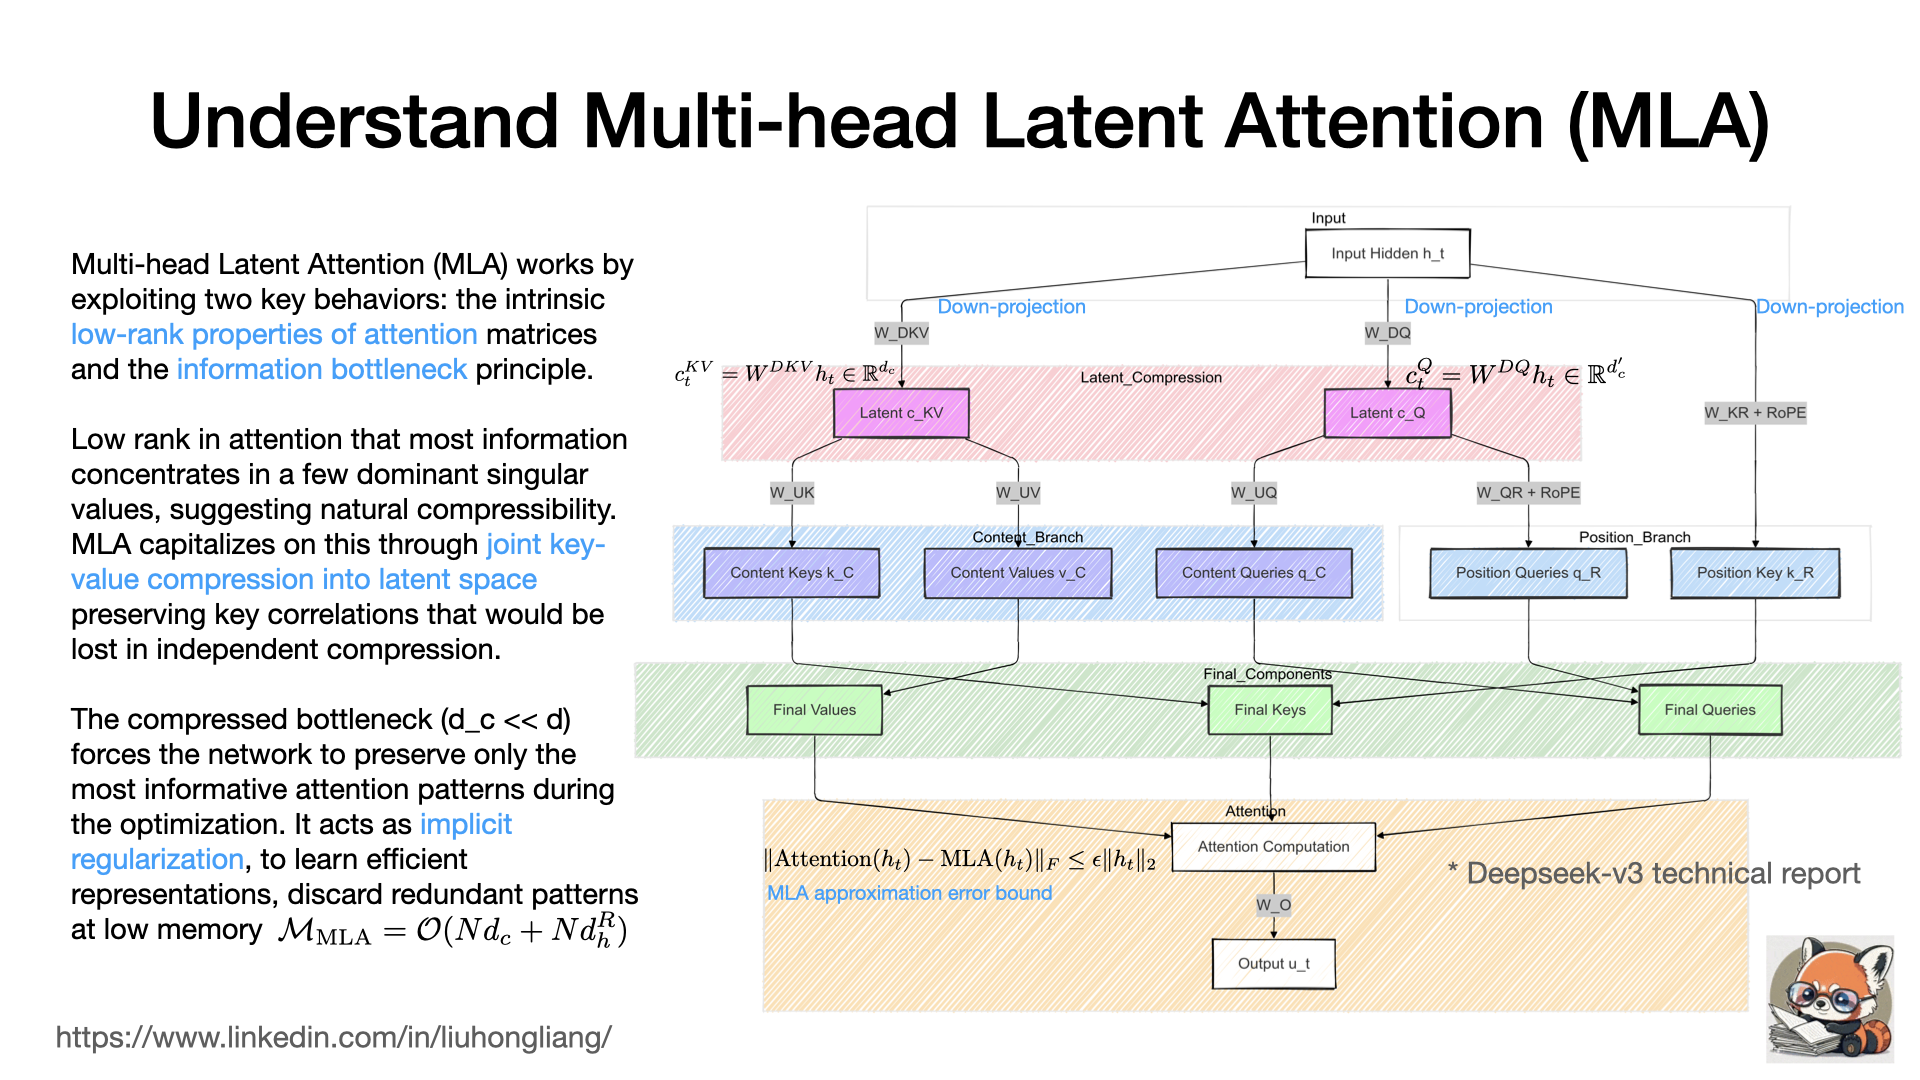 Understand Multi-head Latent Attention (MLA)
Multi-head Latent Attention (MLA) works by
exploiting two key behaviors: the intrinsic
low-rank properties of attention matrices
and the information bottleneck principle.
Low rank in attention that most information
concentrates in a few dominant singular
values, suggesting natural compressibility.
MLA capitalizes on this through joint key-
value compression into latent space
preserving key correlations that would be
lost in independent compression.
The compressed bottleneck (d_c << d)
forces the network to preserve only the
most informative attention patterns during
the optimization. It acts as implicit
regularization, to learn efficient
representations, discard redundant patterns
at low memory $\mathcal{M}_{\mathrm{MLA}} = \mathcal{O}(Nd_c + Nd_h^R)$
https://www.linkedin.com/in/liuhongliang/
Input
Input Hidden h_t
Down-projection
Down-projection
Down-projection
W_DKV
W_DQ
$c_t^{KV} = W^{DKV} h_t \in \mathbb{R}^{d_c}$
Latent_Compression
$c_t^{Q} = W^{DQ} h_t \in \mathbb{R}^{d_c'}$
Latent c_KV
Latent c_Q
W_KR + RoPE
W_UK
W_UV
W_UQ
W_QR + RoPE
Content_Branch
Position_Branch
Content Keys k_C
Content Values v_C
Content Queries q_C
Position Queries q_R
Position Key k_R
Final_Components
Final Values
Final Keys
Final Queries
Attention
Attention Computation
$\|\mathrm{Attention}(h_t) - \mathrm{MLA}(h_t)\|_F \leq \epsilon \|h_t\|_2$
MLA approximation error bound
* Deepseek-v3 technical report
W_O
Output u_t